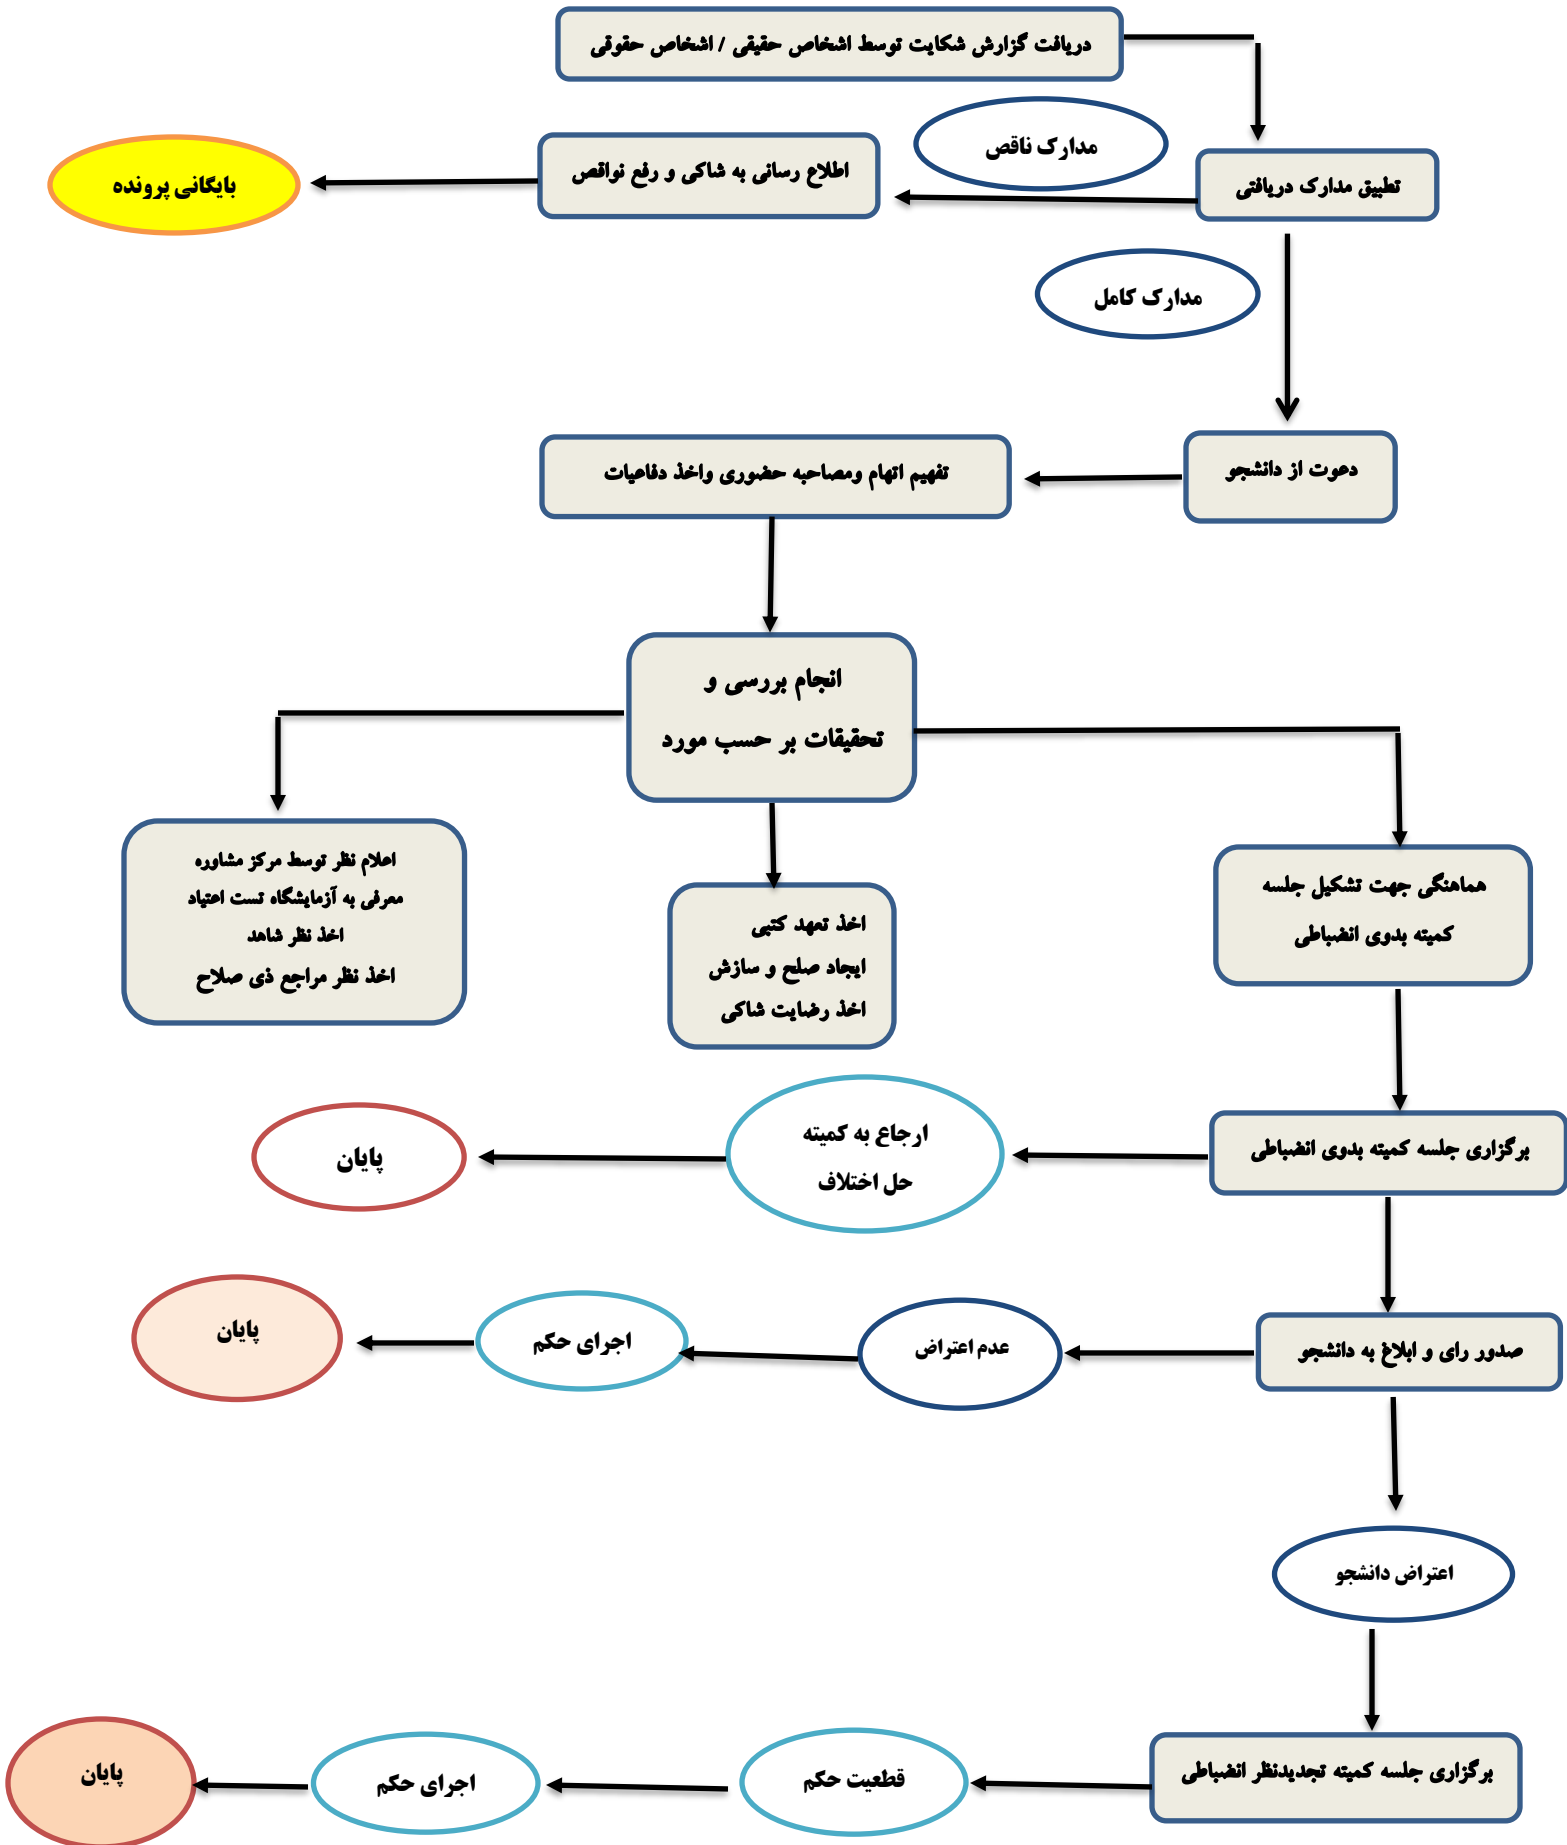 دریافت گزارش شکایت توسط اشخاص حقیقی / اشخاص حقوقی
مدارک ناقص
تطبیق مدارک دریافتی
اطلاع رسانی به شاکی و رفع نواقص
بایگانی پرونده
مدارک کامل
دعوت از دانشجو
تفهیم اتهام ومصاحبه حضوری واخذ دفاعیات
انجام بررسی و
تحقیقات بر حسب مورد
هماهنگی جهت تشکیل جلسه
کمیته بدوی انضباطی
اخذ تعهد کتبی
ایجاد صلح و سازش
اخذ رضایت شاکی
اعلام نظر توسط مرکز مشاوره
معرفی به آزمایشگاه تست اعتیاد
اخذ نظر شاهد
اخذ نظر مراجع ذی صلاح
برگزاری جلسه کمیته بدوی انضباطی
ارجاع به کمیته
حل اختلاف
پایان
صدور رای و ابلاغ به دانشجو
عدم اعتراض
اجرای حکم
پایان
اعتراض دانشجو
برگزاری جلسه کمیته تجدیدنظر انضباطی
قطعیت حکم
اجرای حکم
پایان